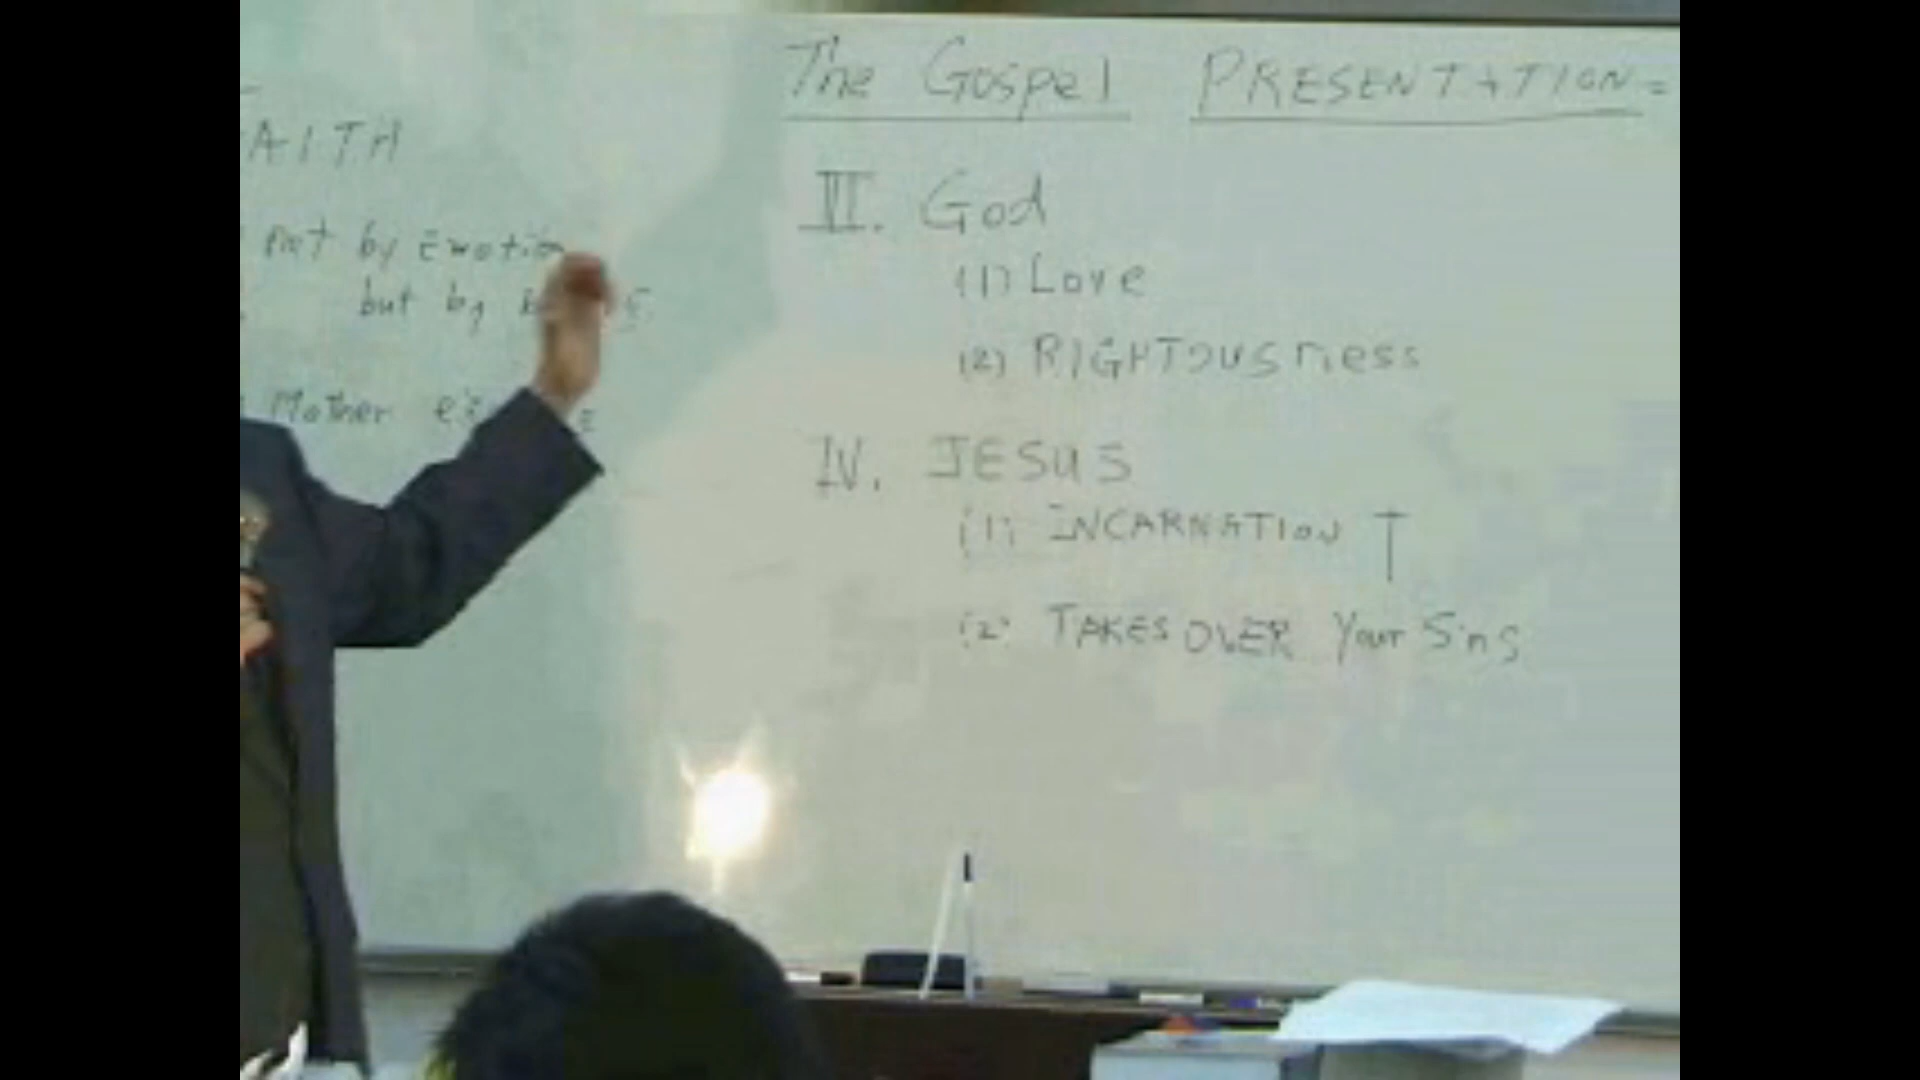 AITH
not by Emotion
but by
Mother
The Gospel PRESENTATION=
VI. God
(1) Love
(2) RIGHTOUSness
IV. JESUS
(1) INCARNATION †
(2) TAKES OVER Your Sins